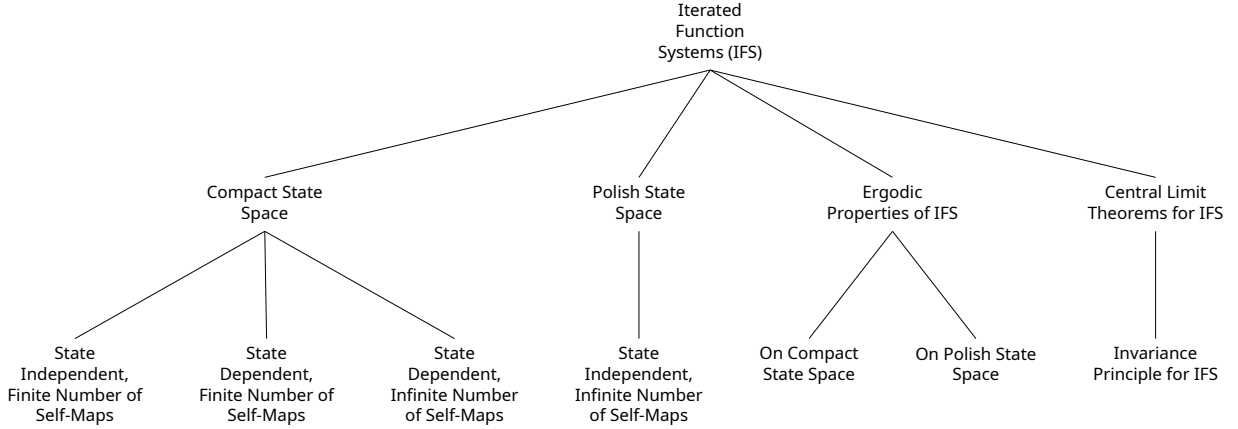 Iterated
Function
Systems (IFS)
Compact State
Space
Polish State
Space
Ergodic
Properties of IFS
Central Limit
Theorems for IFS
State
Independent,
Finite Number of
Self-Maps
State
Dependent,
Finite Number of
Self-Maps
State
Dependent,
Infinite Number
of Self-Maps
State
Independent,
Infinite Number
of Self-Maps
On Compact
State Space
On Polish State
Space
Invariance
Principle for IFS